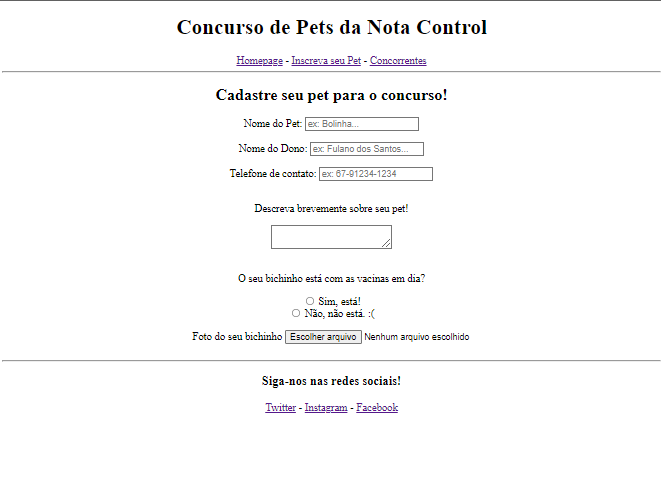 Concurso de Pets da Nota Control
Homepage - Inscreva seu Pet - Concorrentes
Cadastre seu pet para o concurso!
Nome do Pet: ex: Bolinha...
Nome do Dono: ex: Fulano dos Santos...
Telefone de contato: ex: 67-91234-1234
Descreva brevemente sobre seu pet!
O seu bichinho está com as vacinas em dia?
Sim, está!
Não, não está. :(
Foto do seu bichinho Escolher arquivo Nenhum arquivo escolhido
Siga-nos nas redes sociais!
Twitter - Instagram - Facebook